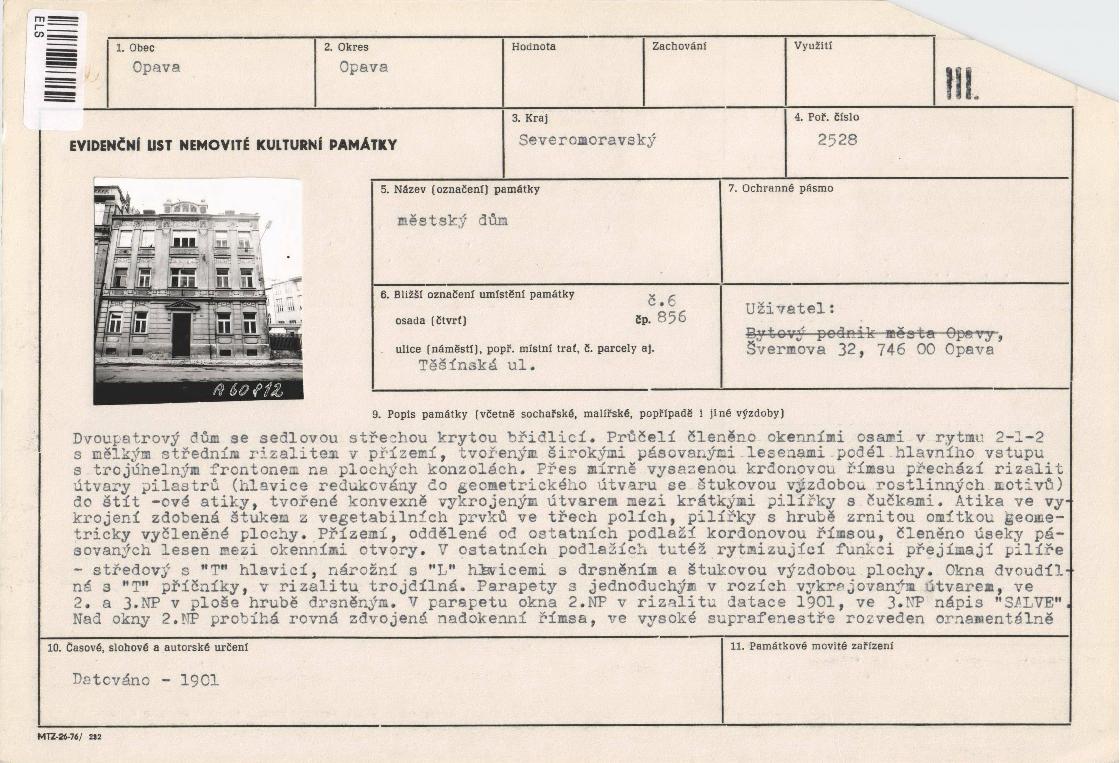 ELS
1. Obec
Opava
2. Okres
Opava
Hodnota
Zachování
Využití
III.
EVIDENČNÍ LIST NEMOVITÉ KULTURNÍ PAMÁTKY
3. Kraj
Severomoravský
4. Poř. číslo
2528
5. Název (označení) památky
městský dům
7. Ochranné pásmo
6. Bližší označení umístění památky
č.6
osada (čtvrť)
čp. 856
ulice (náměstí), popř. místní trať, č. parcely aj.
Těšínská ul.
Uživatel:
Bytový podnik města Opavy,
Švermova 32, 746 00 Opava
A60812
9. Popis památky (včetně sochařské, malířské, popřípadě i jiné výzdoby)
Dvoupatrový dům se sedlovou střechou krytou břidlicí. Průčelí členěno okenními osami v rytmu 2-1-2
s mělkým středním rizalitem v přízemí, tvořeným širokými pásovanými lesenami podél hlavního vstupu
s trojúhelným frontonem na plochých konzolách. Přes mírně vysazenou krdonovou římsu přechází rizalit
útvary pilastrů (hlavice redukovány do geometrického útvaru se štukovou výzdobou rostlinných motivů)
do štít -ové atiky, tvořené konvexně vykrojeným útvarem mezi krátkými pilířky s čučkami. Atika ve vy-
krojení zdobená štukem z vegetabilních prvků ve třech polích, pilířky s hrubě zrnitou omítkou geome-
tricky vyčleněné plochy. Přízemí, oddělené od ostatních podlaží kordonovou římsou, členěno úseky pá-
sovaných lesen mezi okenními otvory. V ostatních podlažích tutéž rytmizující funkci přejímají pilíře
- středový s "T" hlavicí, nárožní s "L" hlavicemi s drsněním a štukovou výzdobou plochy. Okna dvoudíl-
ná s "T" příčníky, v rizalitu trojdílná. Parapety s jednoduchým v rozích vykrajovaným útvarem, ve
2. a 3.NP v ploše hrubě drsněným. V parapetu okna 2.NP v rizalitu datace 1901, ve 3.NP nápis "SALVE".
Nad okny 2.NP probíhá rovná zdvojená nadokenní římsa, ve vysoké suprafenestře rozveden ornamentálně
10. Časové, slohové a autorské určení
Datováno - 1901
11. Památkové movité zařízení
MTZ-26-76/ 282